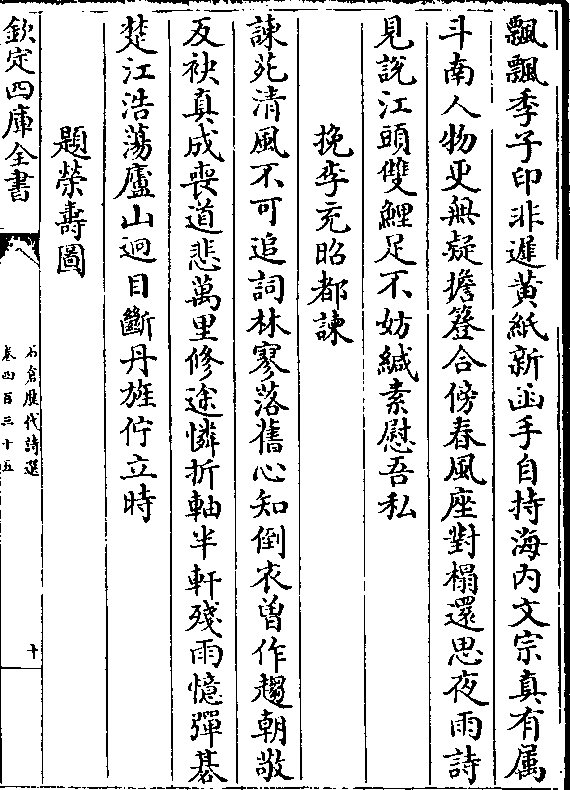 飄飄季子印非遲黄紙新函手自持海内文宗真有属
斗南人物更無疑擔簦合傍春風座對榻還思夜雨詩
見説江頭雙鯉足不妨緘素慰吾私
挽李充昭都諫
諫苑清風不可追詞林寥落舊心知倒衣曾作趨朝敬
反袂真成喪道悲萬里修途憐折軸半軒殘雨憶彈棊
楚江浩蕩廬山迥目斷丹旌佇立時
題榮壽圖
欽定四庫全書
石倉歴代詩選
卷四百三十五
十